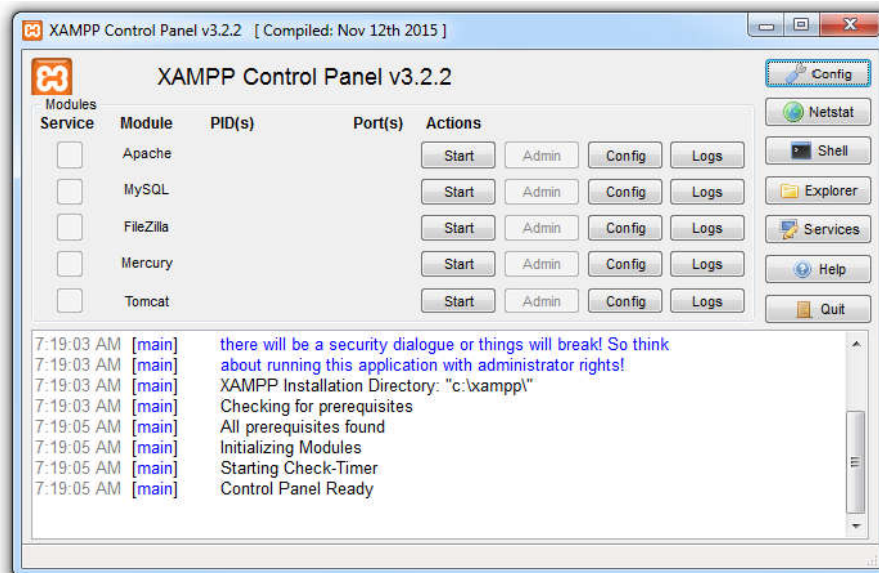 XAMPP Control Panel v3.2.2 [ Compiled: Nov 12th 2015 ]
XAMPP Control Panel v3.2.2
Config
Modules
Netstat
Service Module PID(s) Port(s) Actions
Apache Start Admin Config Logs
Shell
MySQL Start Admin Config Logs
Explorer
FileZilla Start Admin Config Logs
Services
Mercury Start Admin Config Logs
Help
Tomcat Start Admin Config Logs
Quit
7:19:03 AM [main] there will be a security dialogue or things will break! So think
7:19:03 AM [main] about running this application with administrator rights!
7:19:03 AM [main] XAMPP Installation Directory: "c:\xampp\"
7:19:03 AM [main] Checking for prerequisites
7:19:05 AM [main] All prerequisites found
7:19:05 AM [main] Initializing Modules
7:19:05 AM [main] Starting Check-Timer
7:19:05 AM [main] Control Panel Ready